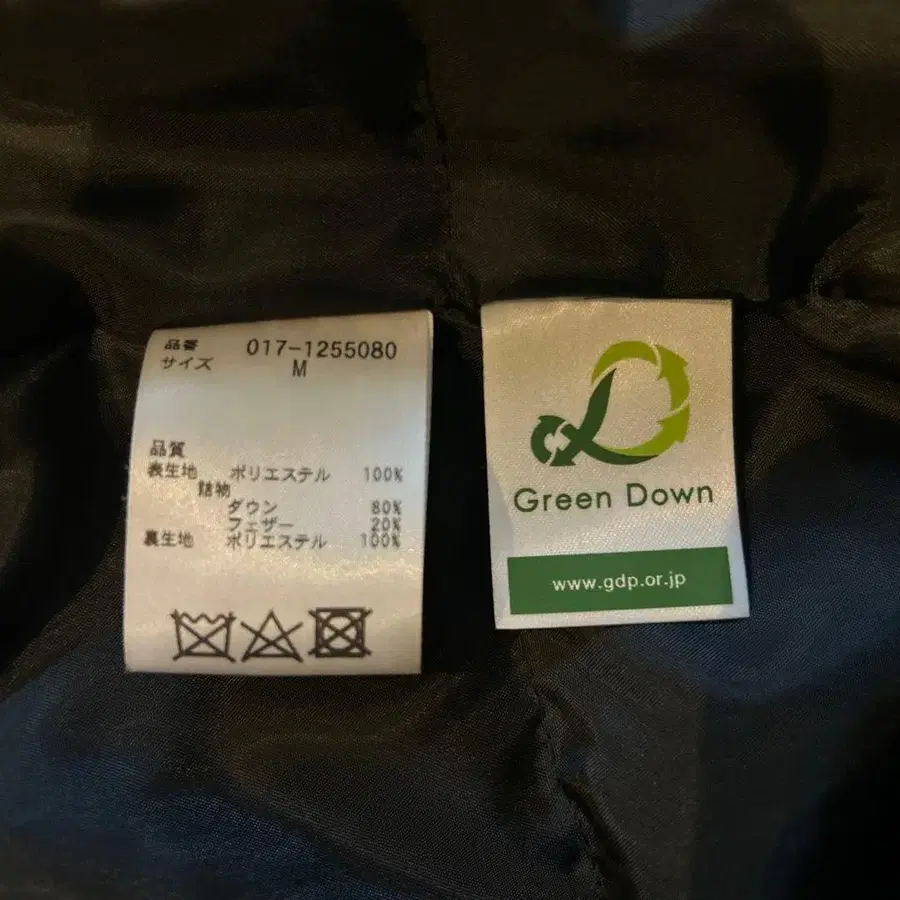 品番 017-1255080
サイズ M
品質
表生地 ポリエステル 100%
詰物
ダウン 80%
フェザー 20%
裏生地 ポリエステル 100%
Green Down
www.gdp.or.jp